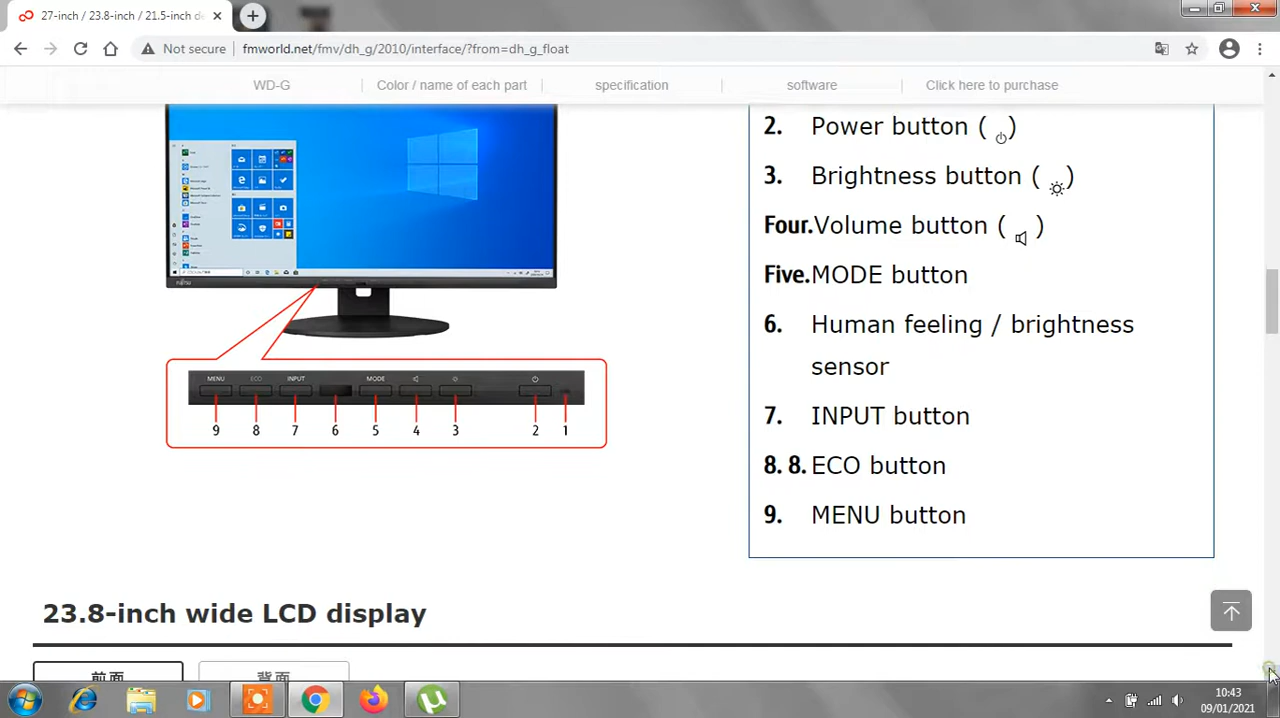 27-inch / 23.8-inch / 21.5-inch d
Not secure
fmworld.net/fmv/dh_g/2010/interface/?from=dh_g_float
WD-G
Color / name of each part
specification
software
Click here to purchase
FUJITSU
MENU ECO INPUT MODE
9 8 7 6 5 4 3 2 1
2. Power button ( )
3. Brightness button ( )
Four.Volume button ( )
Five.MODE button
6. Human feeling / brightness
sensor
7. INPUT button
8. 8. ECO button
9. MENU button
23.8-inch wide LCD display
前面
背面
10:43
09/01/2021